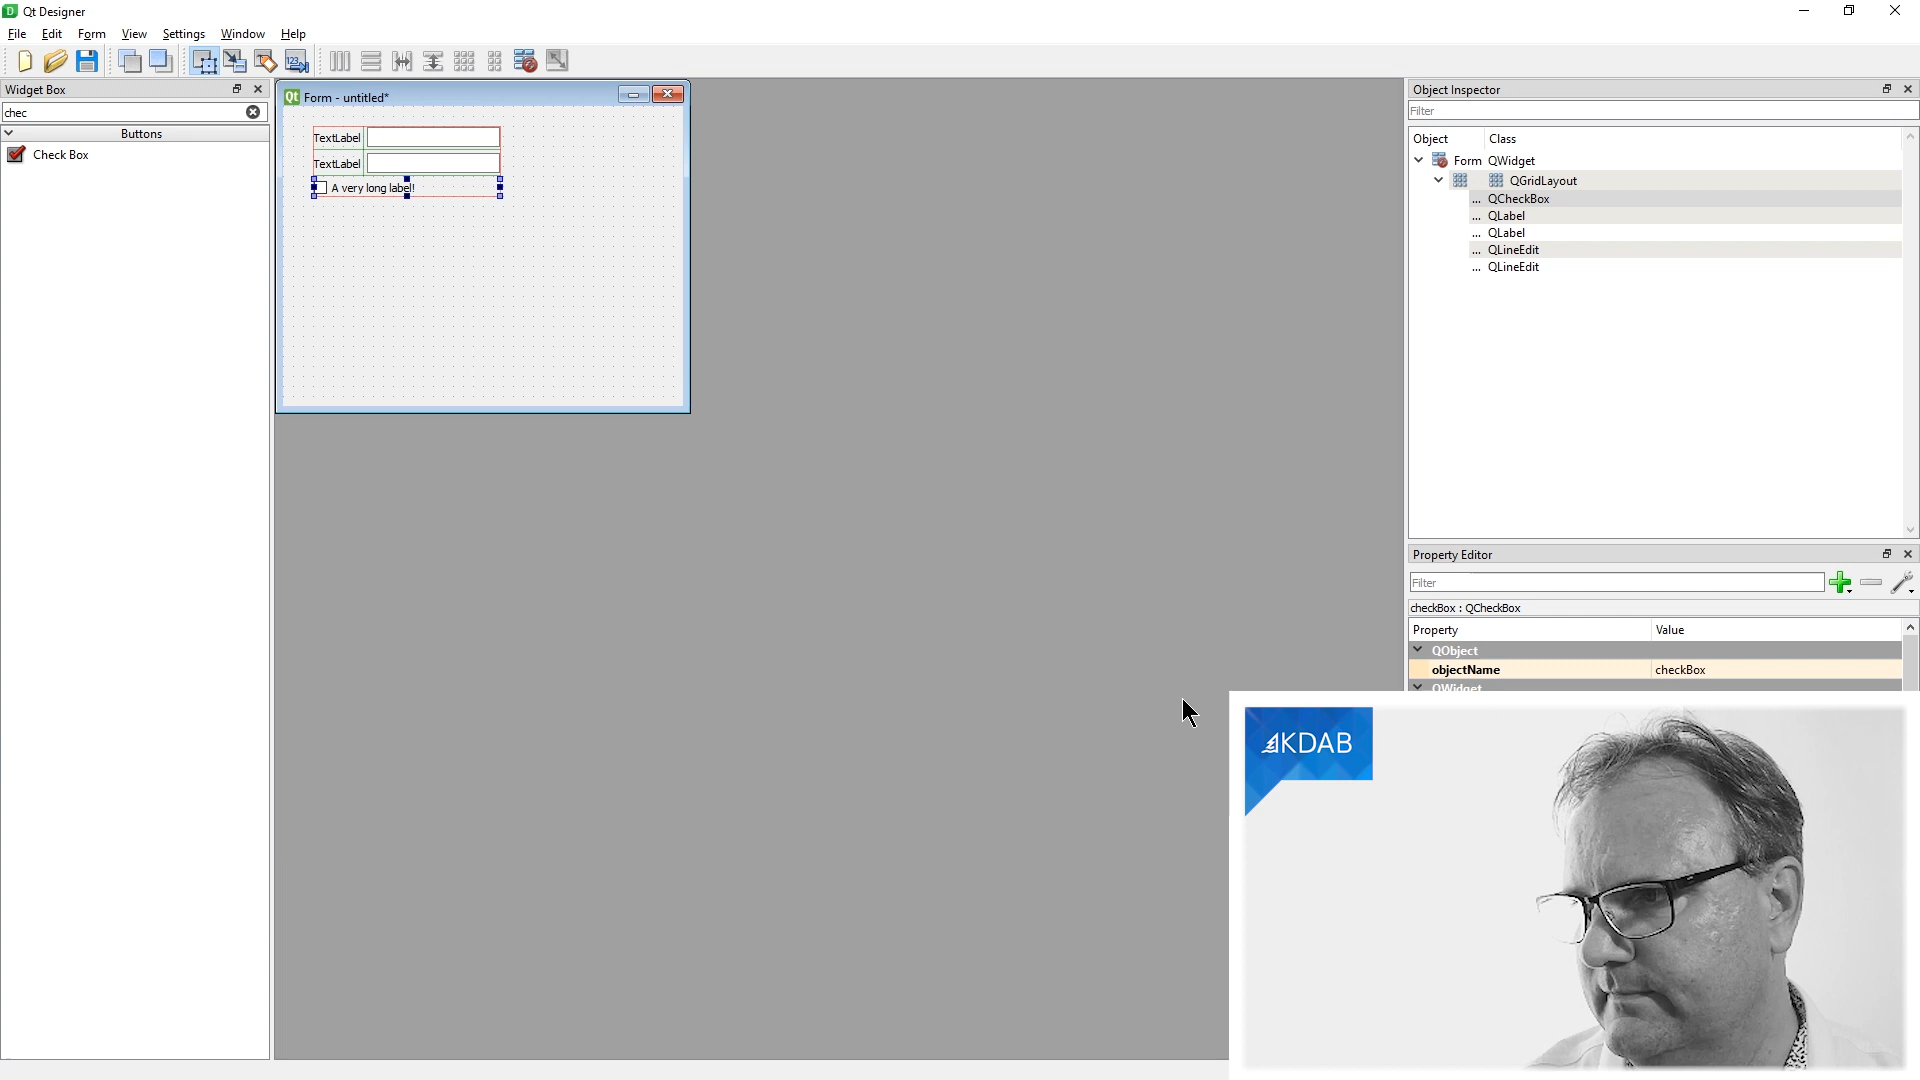 Qt Designer
File Edit Form View Settings Window Help
Widget Box
chec
Buttons
Check Box
Qt Form - untitled*
TextLabel
TextLabel
A very long label!
Object Inspector
Filter
Object Class
Form QWidget
QGridLayout
... QCheckBox
... QLabel
... QLabel
... QLineEdit
... QLineEdit
Property Editor
Filter
checkBox : QCheckBox
Property Value
QObject
objectName checkBox
QWidget
KDAB